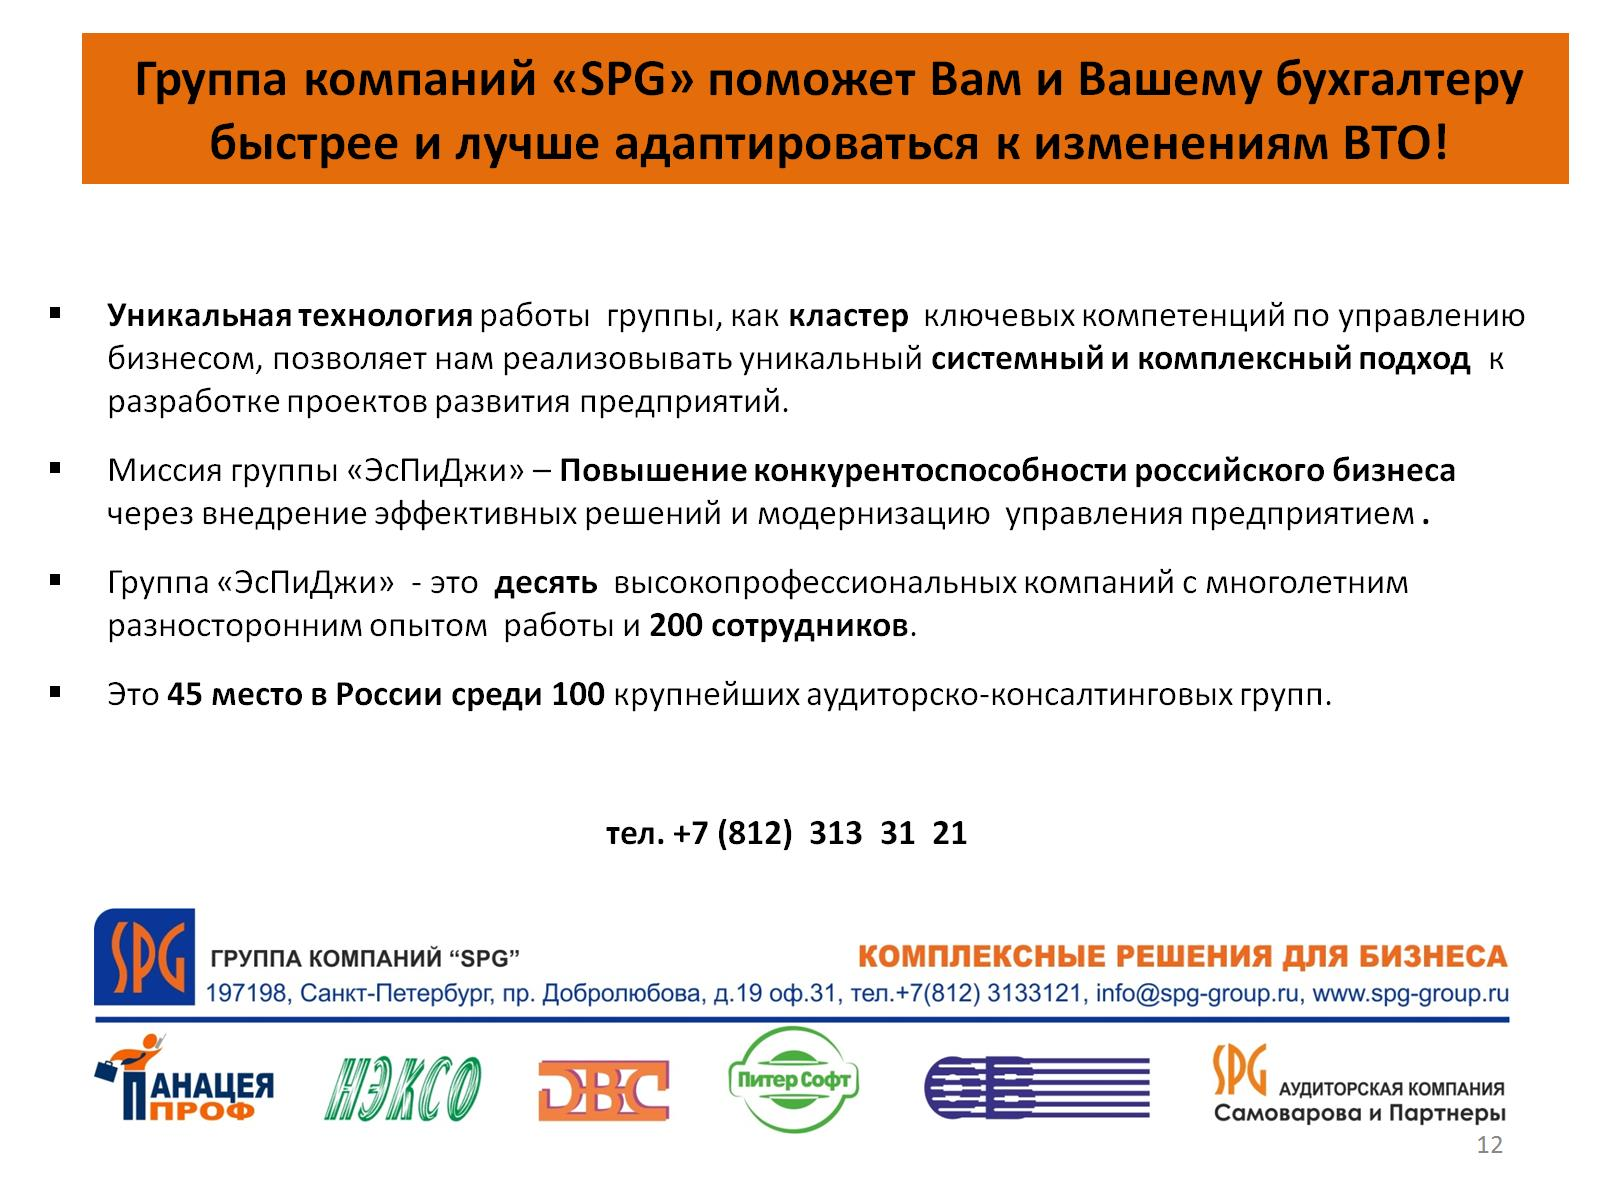 Группа компаний «SPG» поможет Вам и Вашему бухгалтеру
быстрее и лучше адаптироваться к изменениям ВТО!
▪ Уникальная технология работы группы, как кластер ключевых компетенций по управлению
бизнесом, позволяет нам реализовывать уникальный системный и комплексный подход к
разработке проектов развития предприятий.
▪ Миссия группы «ЭсПиДжи» – Повышение конкурентоспособности российского бизнеса
через внедрение эффективных решений и модернизацию управления предприятием .
▪ Группа «ЭсПиДжи» - это десять высокопрофессиональных компаний с многолетним
разносторонним опытом работы и 200 сотрудников.
▪ Это 45 место в России среди 100 крупнейших аудиторско-консалтинговых групп.
тел. +7 (812) 313 31 21
SPG ГРУППА КОМПАНИЙ “SPG” КОМПЛЕКСНЫЕ РЕШЕНИЯ ДЛЯ БИЗНЕСА
197198, Санкт-Петербург, пр. Добролюбова, д.19 оф.31, тел.+7(812) 3133121, info@spg-group.ru, www.spg-group.ru
ПАНАЦЕЯ
ПРОФ
НЭКСО
DBC
Питер Софт
SPG АУДИТОРСКАЯ КОМПАНИЯ
Самоварова и Партнеры
12